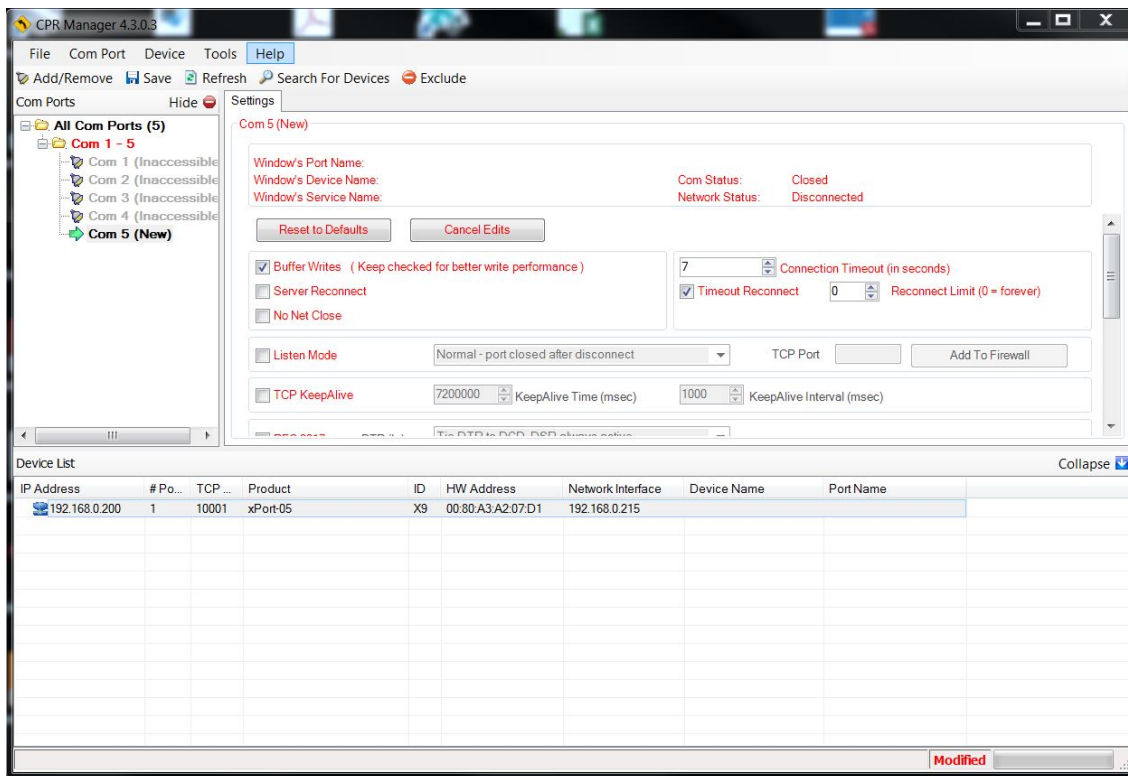 CPR Manager 4.3.0.3
File Com Port Device Tools Help
Add/Remove Save Refresh Search For Devices Exclude
Com Ports Hide Settings
All Com Ports (5)
Com 1 - 5
Com 1 (Inaccessible
Com 2 (Inaccessible
Com 3 (Inaccessible
Com 4 (Inaccessible
Com 5 (New)
Com 5 (New)
Window's Port Name:
Window's Device Name: Com Status: Closed
Window's Service Name: Network Status: Disconnected
Reset to Defaults Cancel Edits
Buffer Writes ( Keep checked for better write performance ) 7 Connection Timeout (in seconds)
Server Reconnect Timeout Reconnect 0 Reconnect Limit (0 = forever)
No Net Close
Listen Mode Normal - port closed after disconnect TCP Port Add To Firewall
TCP KeepAlive 7200000 KeepAlive Time (msec) 1000 KeepAlive Interval (msec)
Tie DTR to DCD, DSR always active
Device List Collapse
IP Address # Po... TCP ... Product ID HW Address Network Interface Device Name Port Name
192.168.0.200 1 10001 xPort-05 X9 00:80:A3:A2:07:D1 192.168.0.215
Modified